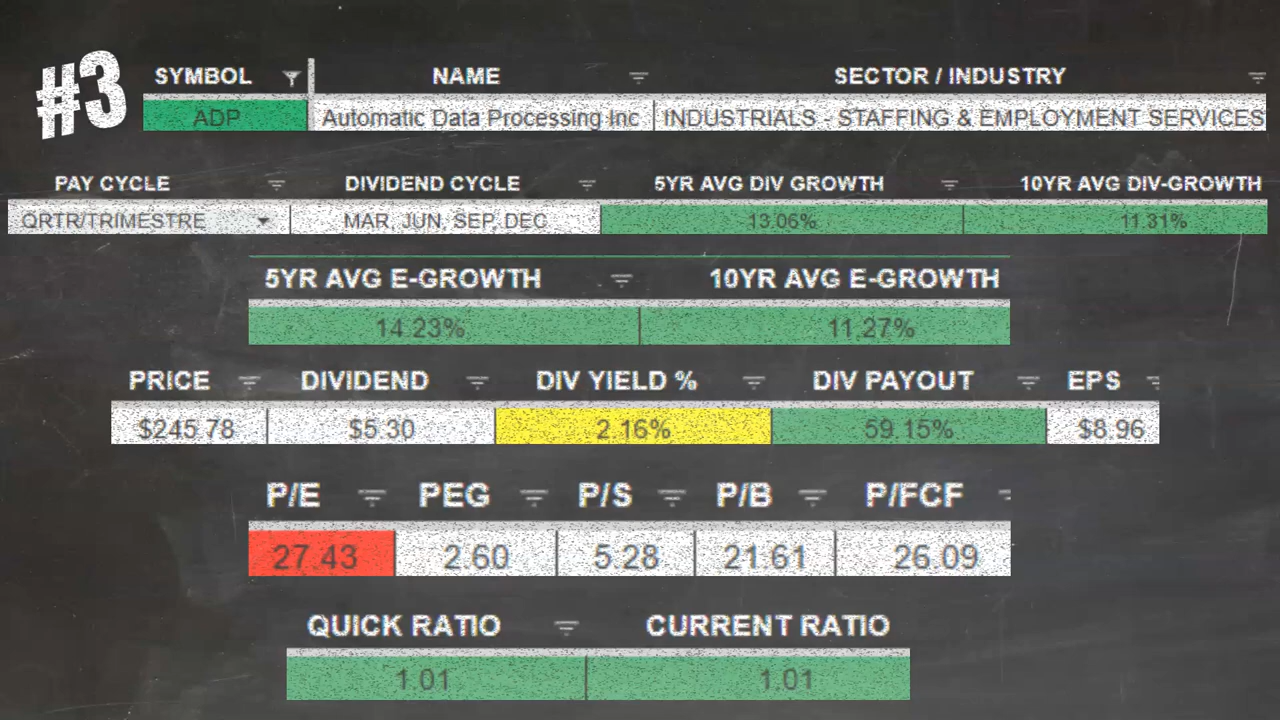 #3
SYMBOL NAME SECTOR / INDUSTRY
ADP Automatic Data Processing Inc INDUSTRIALS - STAFFING & EMPLOYMENT SERVICES
PAY CYCLE DIVIDEND CYCLE 5YR AVG DIV GROWTH 10YR AVG DIV-GROWTH
QRTR/TRIMESTRE MAR, JUN, SEP, DEC 13.06% 11.31%
5YR AVG E-GROWTH 10YR AVG E-GROWTH
14.23% 11.27%
PRICE DIVIDEND DIV YIELD % DIV PAYOUT EPS
$245.78 $5.30 2.16% 59.15% $8.96
P/E PEG P/S P/B P/FCF
27.43 2.60 5.28 21.61 26.09
QUICK RATIO CURRENT RATIO
1.01 1.01